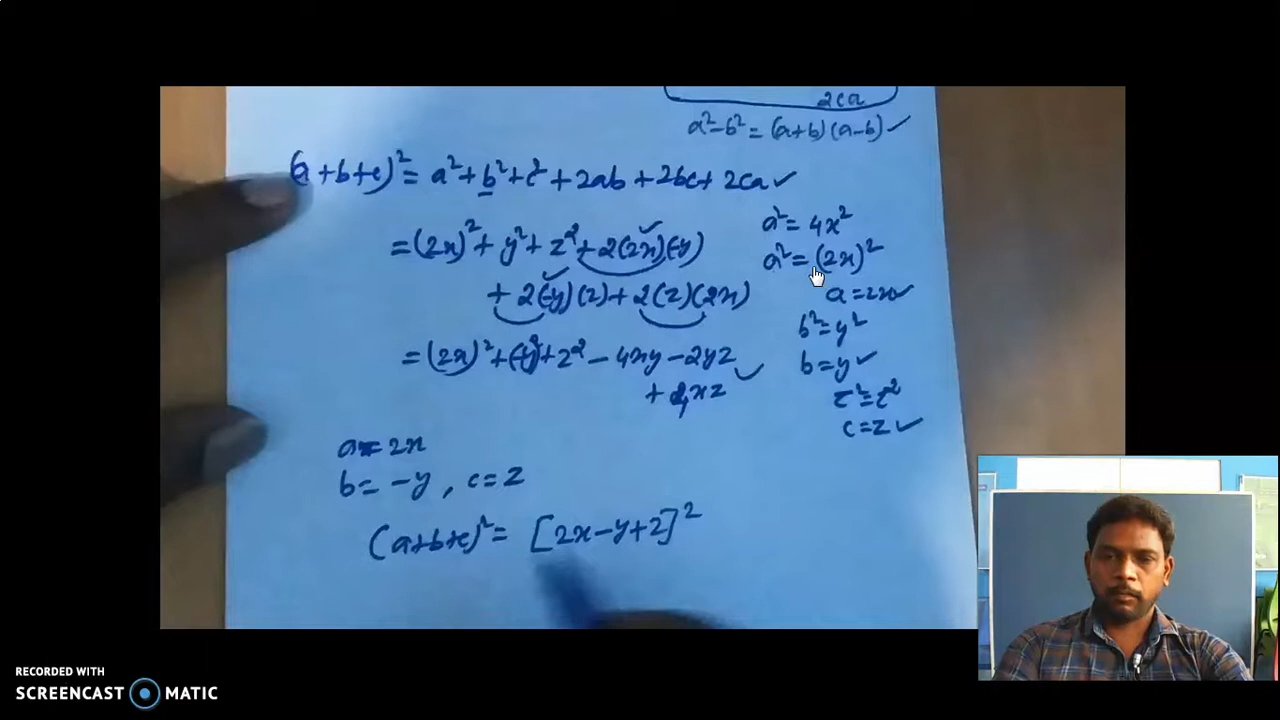 2ca
a²-b² = (a+b)(a-b) ✓
(a+b+c)² = a²+b²+c²+2ab+2bc+2ca ✓
=(2x)²+y²+z²+2(2x)(-y)
+2(-y)(z)+2(z)(2x)
=(2x)²+(-y)²+z²-4xy-2yz
+4xz
a²=4x²
a²=(2x)²
a=2x ✓
b²=y²
b=y ✓
c²=z²
c=z ✓
a=2x
b=-y, c=z
(a+b+c)² = [2x-y+z]²
RECORDED WITH
SCREENCAST MATIC